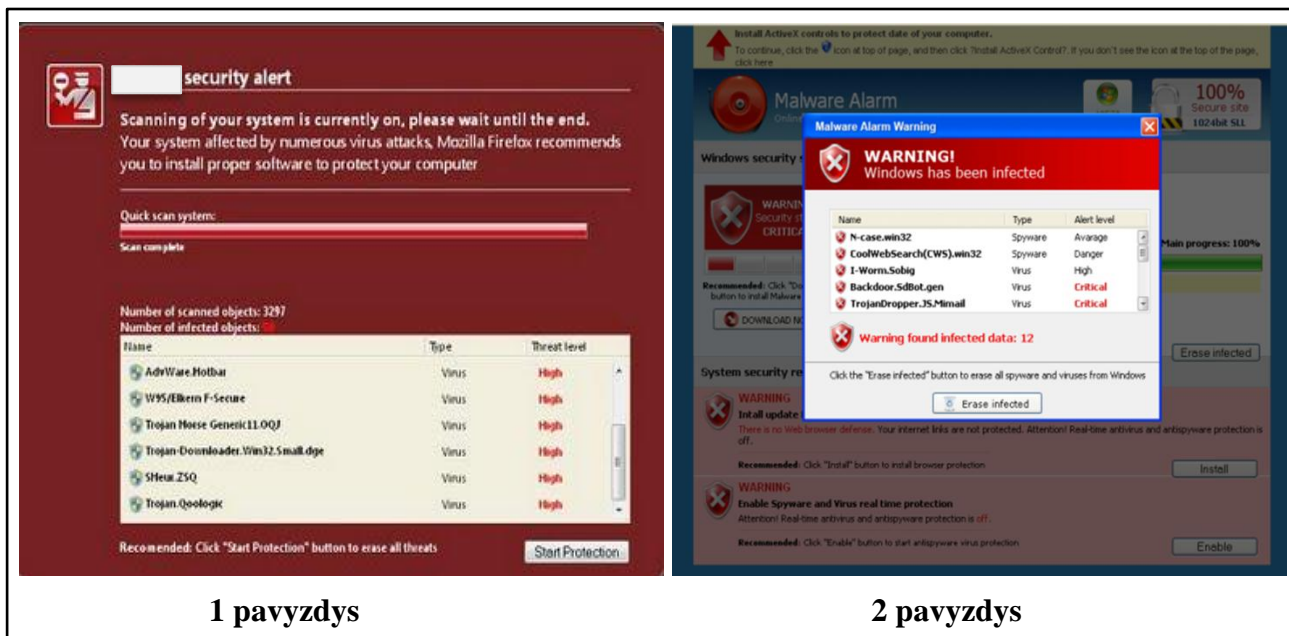 security alert
Scanning of your system is currently on, please wait until the end.
Your system affected by numerous virus attacks, Mozilla Firefox recommends
you to install proper software to protect your computer
Quick scan system:
Scan complete
Number of scanned objects: 3297
Number of infected objects:
Name Type Threat level
AdvWare.Hotbar Virus High
W95/Elkern F-Secure Virus High
Trojan Horse Generic11.OQJ Virus High
Trojan-Downloader.Win32.Small.dge Virus High
SHeur.ZSQ Virus High
Trojan.Qoologic Virus High
Recomended: Click "Start Protection" button to erase all threats
Start Protection
1 pavyzdys
Install ActiveX controls to protect date of your computer.
To continue, click the icon at top of page, and then click ?Install ActiveX Control?. If you don't see the icon at the top of the page,
click here
Malware Alarm
100%
Secure site
1024bit SLL
Malware Alarm Warning
WARNING!
Windows has been infected
Name Type Alert level
N-case.win32 Spyware Avarage
CoolWebSearch(CWS).win32 Spyware Danger
I-Worm.Sobig Virus High
Backdoor.SdBot.gen Virus Critical
TrojanDropper.JS.Mimail Virus Critical
Warning found infected data: 12
Click the "Erase infected" button to erase all spyware and viruses from Windows
Erase infected
Windows security
Main progress: 100%
Recommended: Click
button to install Malware
Erase infected
System security
WARNING
Intall update
There is no Web browser defense. Your internet links are not protected. Attention! Real-time antivirus and antispyware protection is
off.
Recommended: Click "Install" button to install browser protection
Install
WARNING
Enable Spyware and Virus real time protection
Attention! Real-time antivirus and antispyware protection is off.
Recommended: Click "Enable" button to start antispyware virus protection
Enable
2 pavyzdys